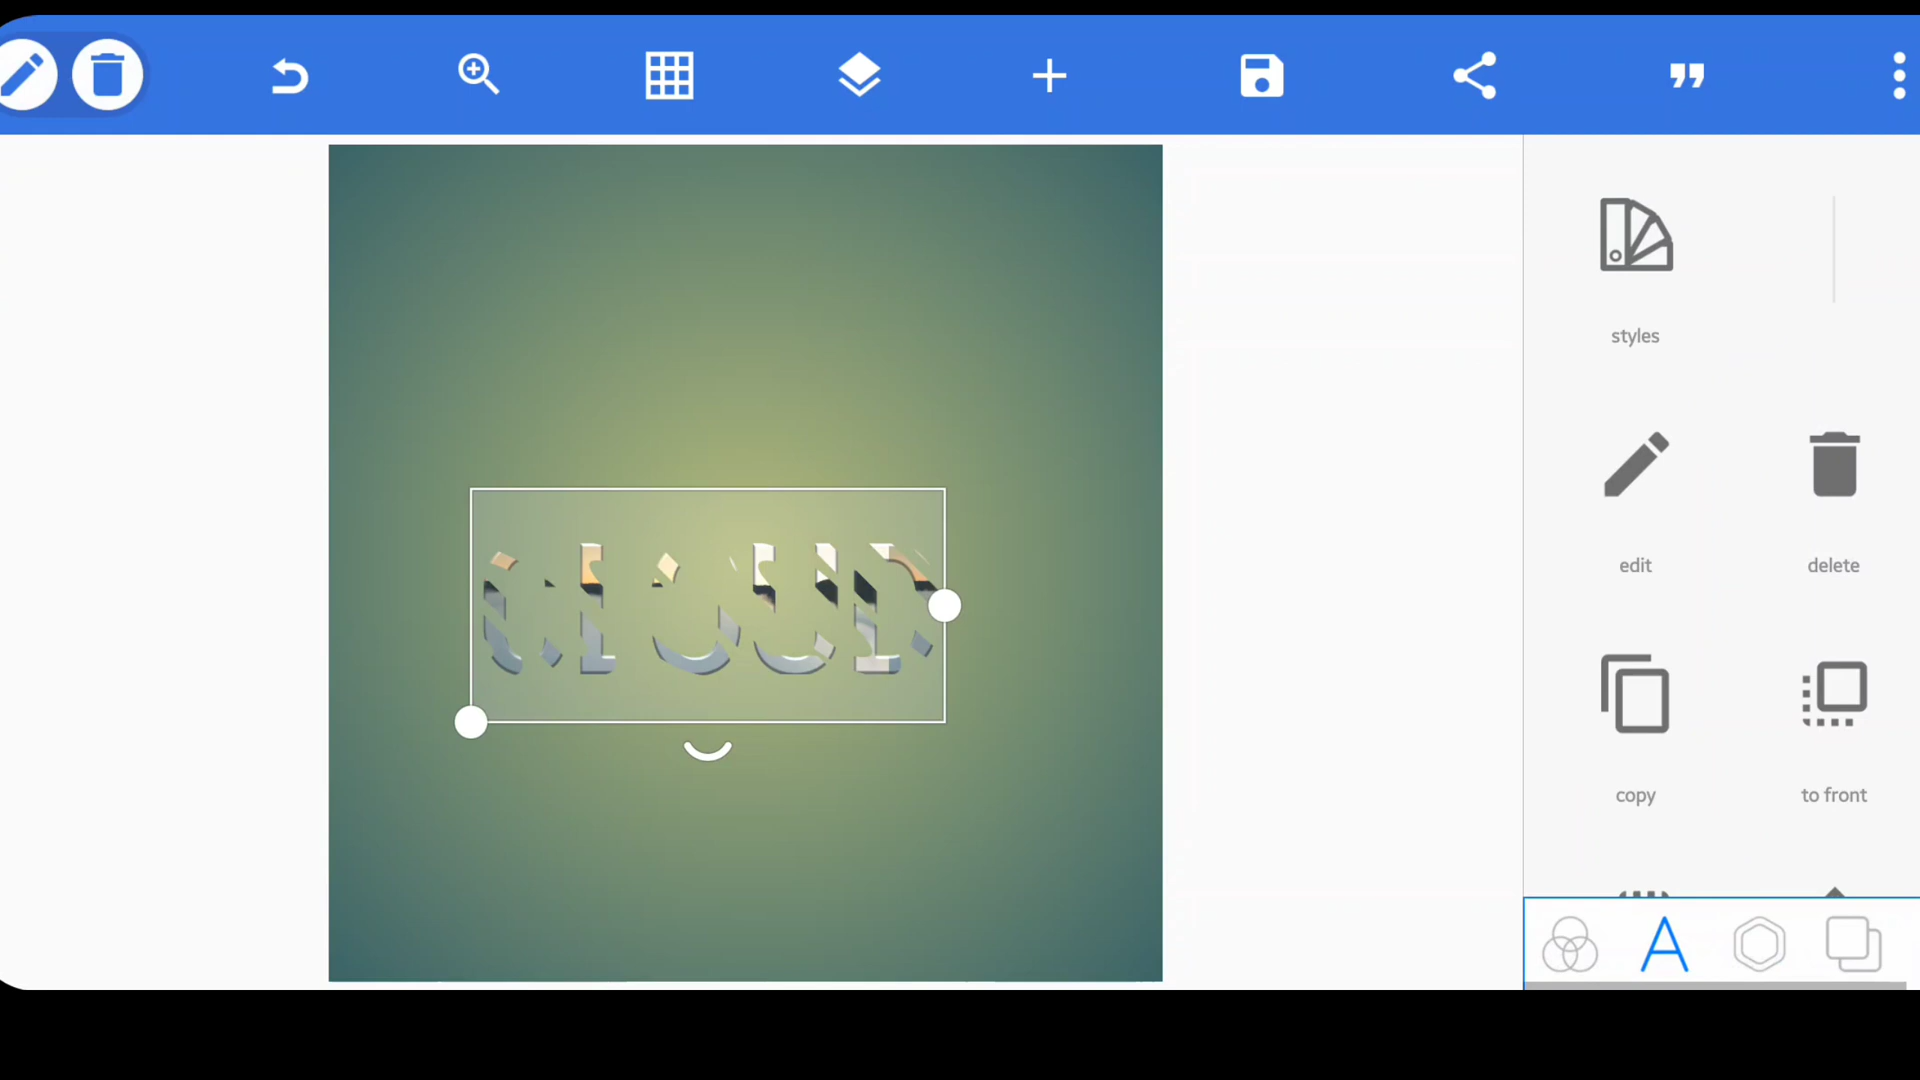 styles
edit
delete
copy
to front
A